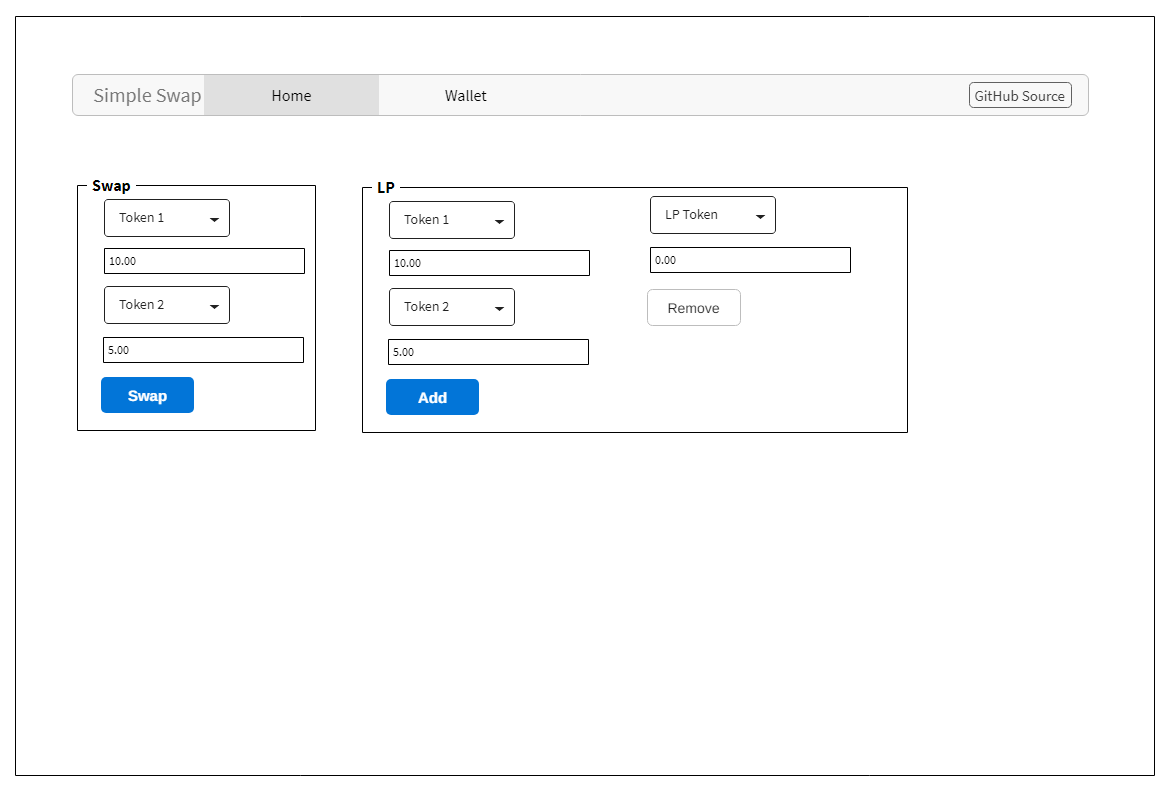 Simple Swap
Home
Wallet
GitHub Source
Swap
Token 1
10.00
Token 2
5.00
Swap
LP
Token 1
10.00
Token 2
5.00
Add
LP Token
0.00
Remove